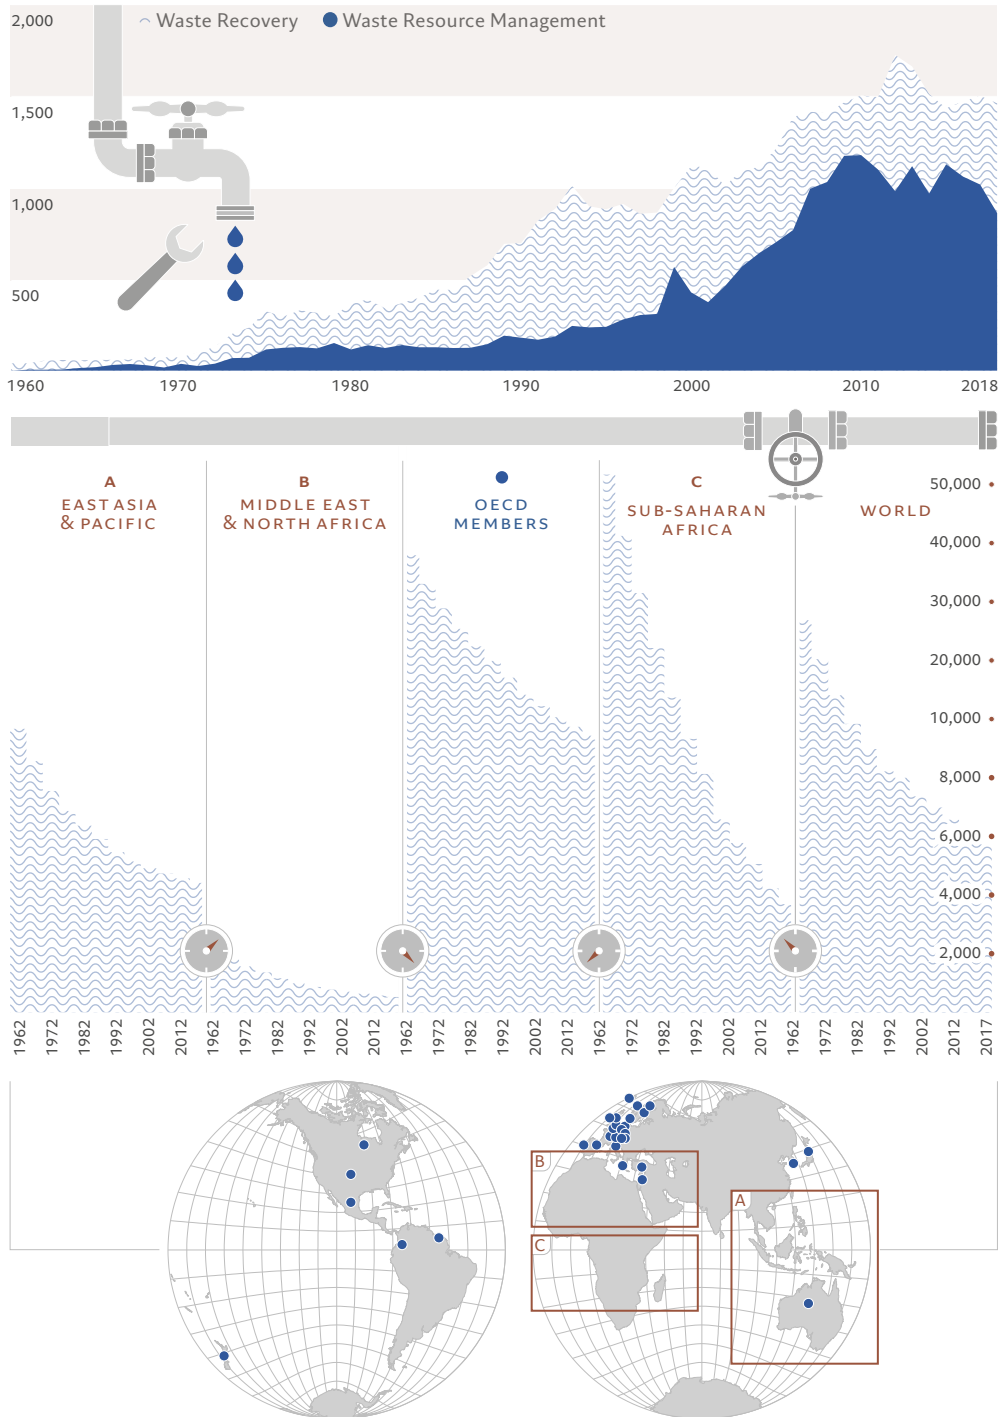 2,000
Waste Recovery
Waste Resource Management
1,500
1,000
500
1960 1970 1980 1990 2000 2010 2018
A
EAST ASIA
& PACIFIC
B
MIDDLE EAST
& NORTH AFRICA
OECD
MEMBERS
C
SUB-SAHARAN
AFRICA
WORLD
50,000
40,000
30,000
20,000
10,000
8,000
6,000
4,000
2,000
1962 1972 1982 1992 2002 2012
1962 1972 1982 1992 2002 2012
1962 1972 1982 1992 2002 2012
1962 1972 1982 1992 2002 2012
1962 1972 1982 1992 2002 2012 2017
B
A
C